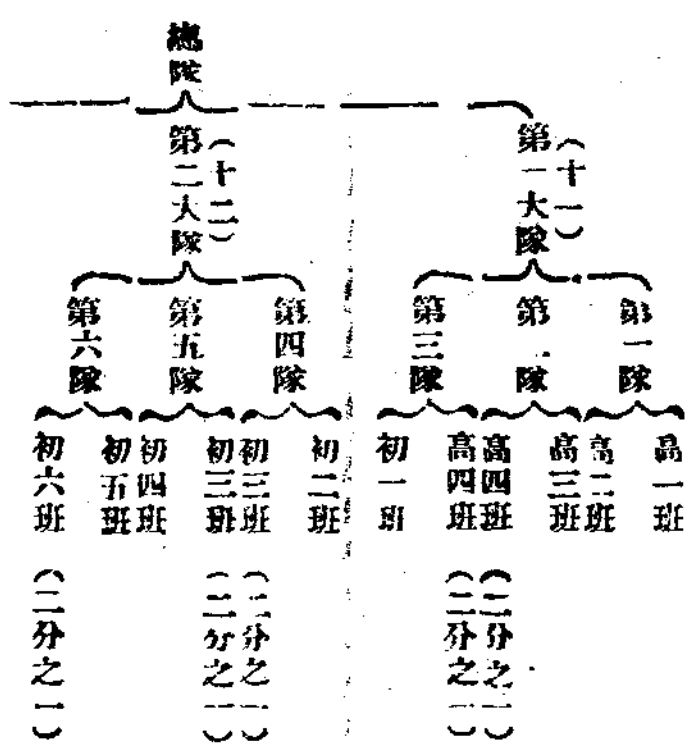 總隊
(十一)
第一大隊
(十二)
第二大隊
第一隊
第二隊
第三隊
第四隊
第五隊
第六隊
高一班
高二班
高三班
高四班(二分之一)
高四班(二分之一)
初一班
初二班
初三班(二分之一)
初三班(二分之一)
初四班
初五班
初六班(二分之一)